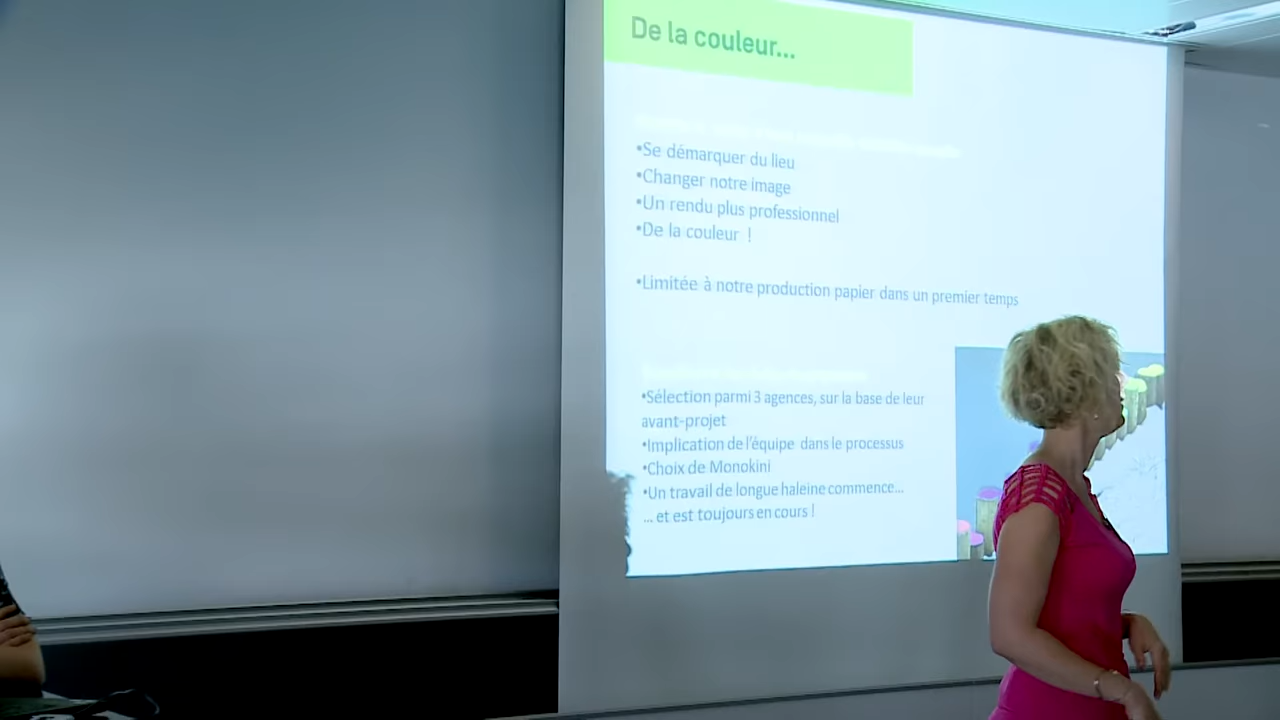 De la couleur...
•Se démarquer du lieu
•Changer notre image
•Un rendu plus professionnel
•De la couleur !
•Limitée à notre production papier dans un premier temps
•Sélection parmi 3 agences, sur la base de leur
avant-projet
•Implication de l'équipe dans le processus
•Choix de Monokini
•Un travail de longue haleine commence...
... et est toujours en cours !